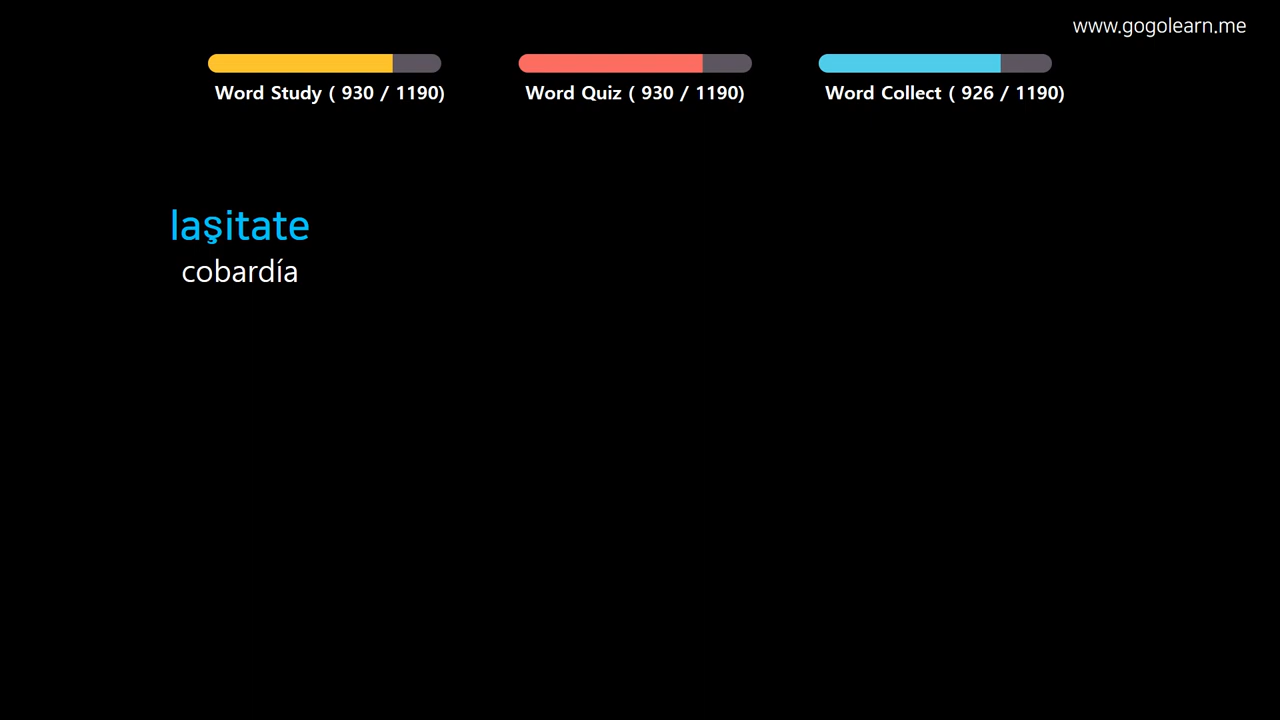 www.gogolearn.me
Word Study ( 930 / 1190)
Word Quiz ( 930 / 1190)
Word Collect ( 926 / 1190)
laşitate
cobardía